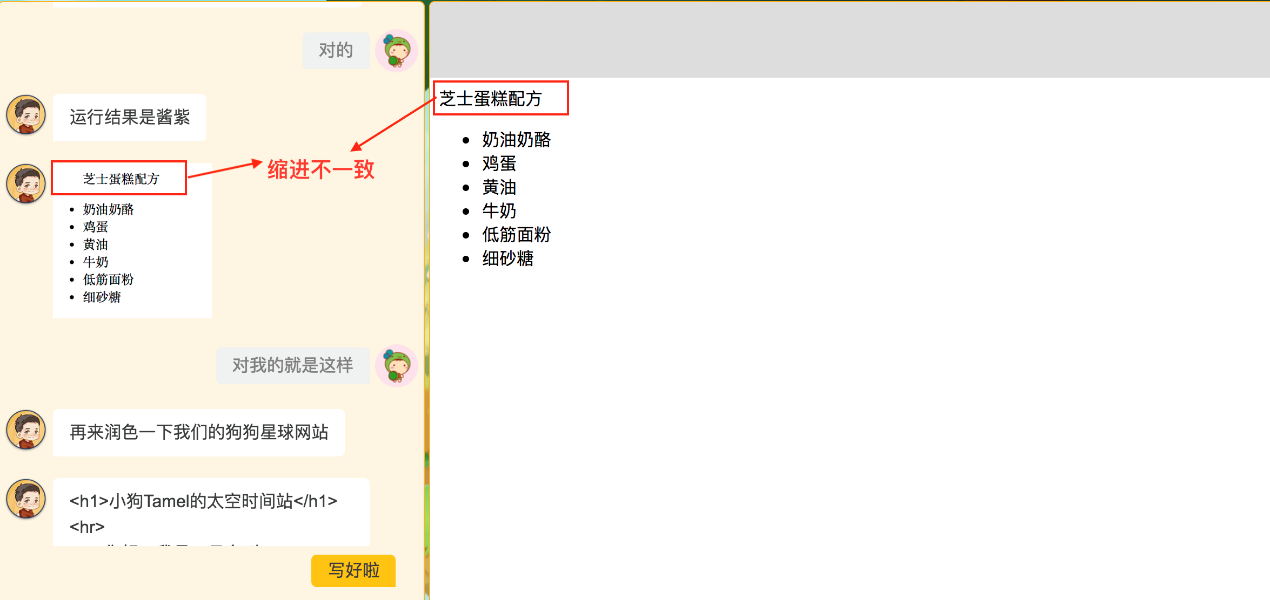 对的
运行结果是酱紫
芝士蛋糕配方
奶油奶酪
鸡蛋
黄油
牛奶
低筋面粉
细砂糖
缩进不一致
对我的就是这样
再来润色一下我们的狗狗星球网站
<h1>小狗Tamel的太空时间站</h1>
<hr>
写好啦
芝士蛋糕配方
奶油奶酪
鸡蛋
黄油
牛奶
低筋面粉
细砂糖